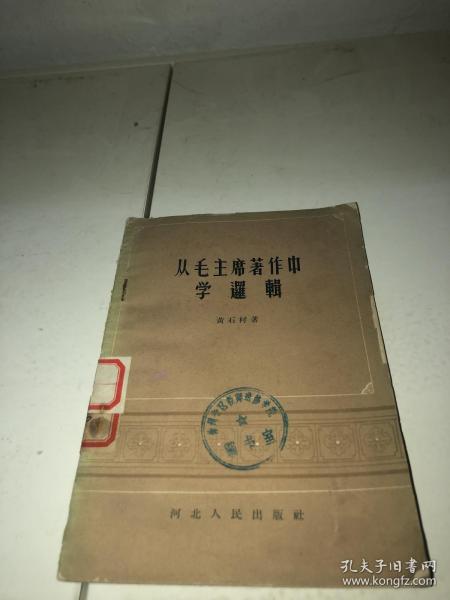 从毛主席著作中
学邏輯
黄石村著
河北人民出版社
孔夫子旧书网
www.kongfz.com